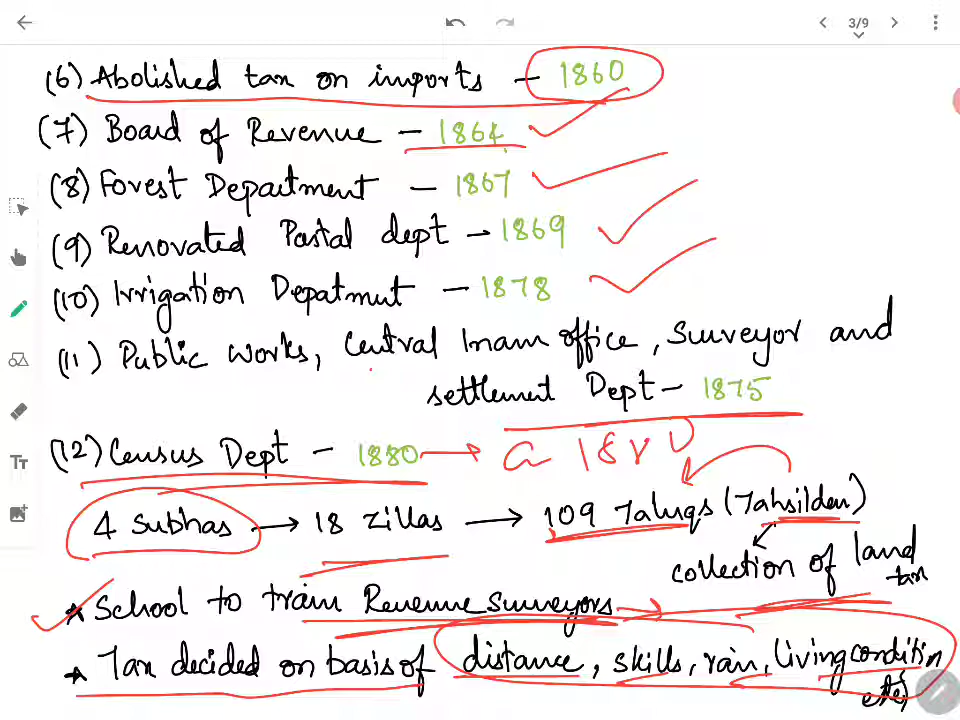 3/9
(6) Abolished tax on imports - 1860
(7) Board of Revenue - 1864
(8) Forest Department - 1867
(9) Renovated Postal dept - 1869
(10) Irrigation Depatmut - 1878
(11) Public works, Central Inam office, Surveyor and
settlement Dept - 1875
(12) Census Dept - 1880 →
4 Subhas → 18 Zillas → 109 Taluqs (Tahsildar)
collection of land
tax
* School to train Revenue surveyors →
* Tax decided on basis of distance, skills, rain, living condition
etc)
Tт